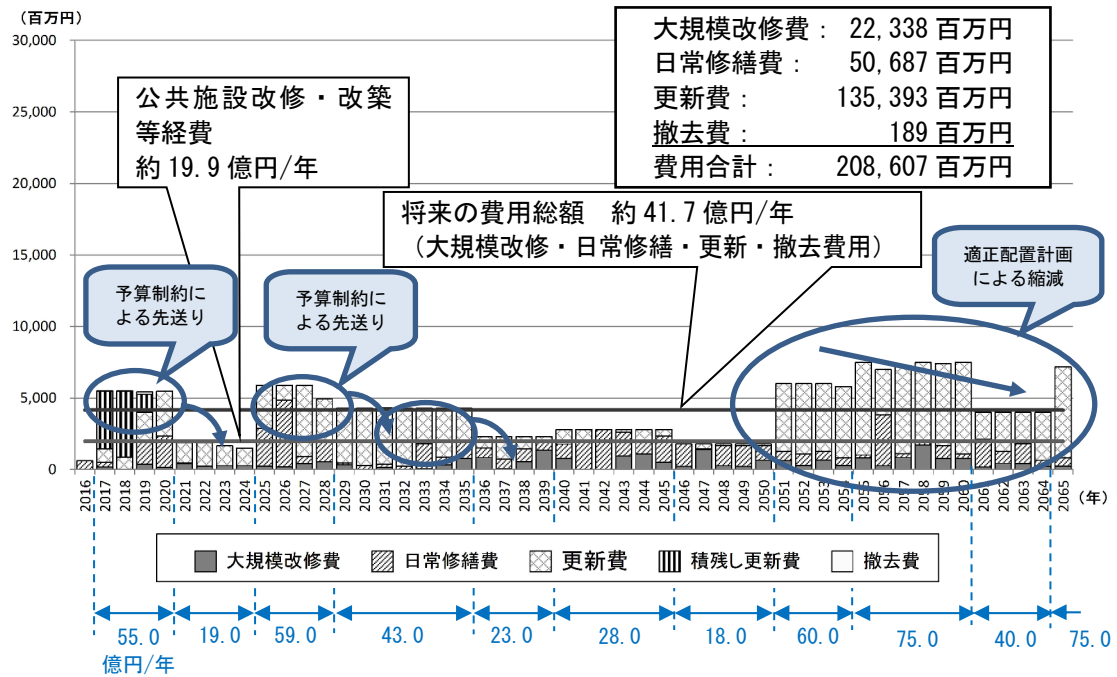 （百万円）
30,000
25,000
20,000
15,000
10,000
5,000
0
大規模改修費： 22,338 百万円
日常修繕費： 50,687 百万円
更新費： 135,393 百万円
撤去費： 189 百万円
費用合計： 208,607 百万円
公共施設改修・改築
等経費
約 19.9 億円/年
将来の費用総額 約 41.7 億円/年
（大規模改修・日常修繕・更新・撤去費用）
予算制約に
よる先送り
予算制約に
よる先送り
適正配置計画
による縮減
2016 2017 2018 2019 2020 2021 2022 2023 2024 2025 2026 2027 2028 2029 2030 2031 2032 2033 2034 2035 2036 2037 2038 2039 2040 2041 2042 2043 2044 2045 2046 2047 2048 2049 2050 2051 2052 2053 2054 2055 2056 2057 2058 2059 2060 2061 2062 2063 2064 2065 （年）
大規模改修費 日常修繕費 更新費 積残し更新費 撤去費
55.0 19.0 59.0 43.0 23.0 28.0 18.0 60.0 75.0 40.0 75.0
億円/年